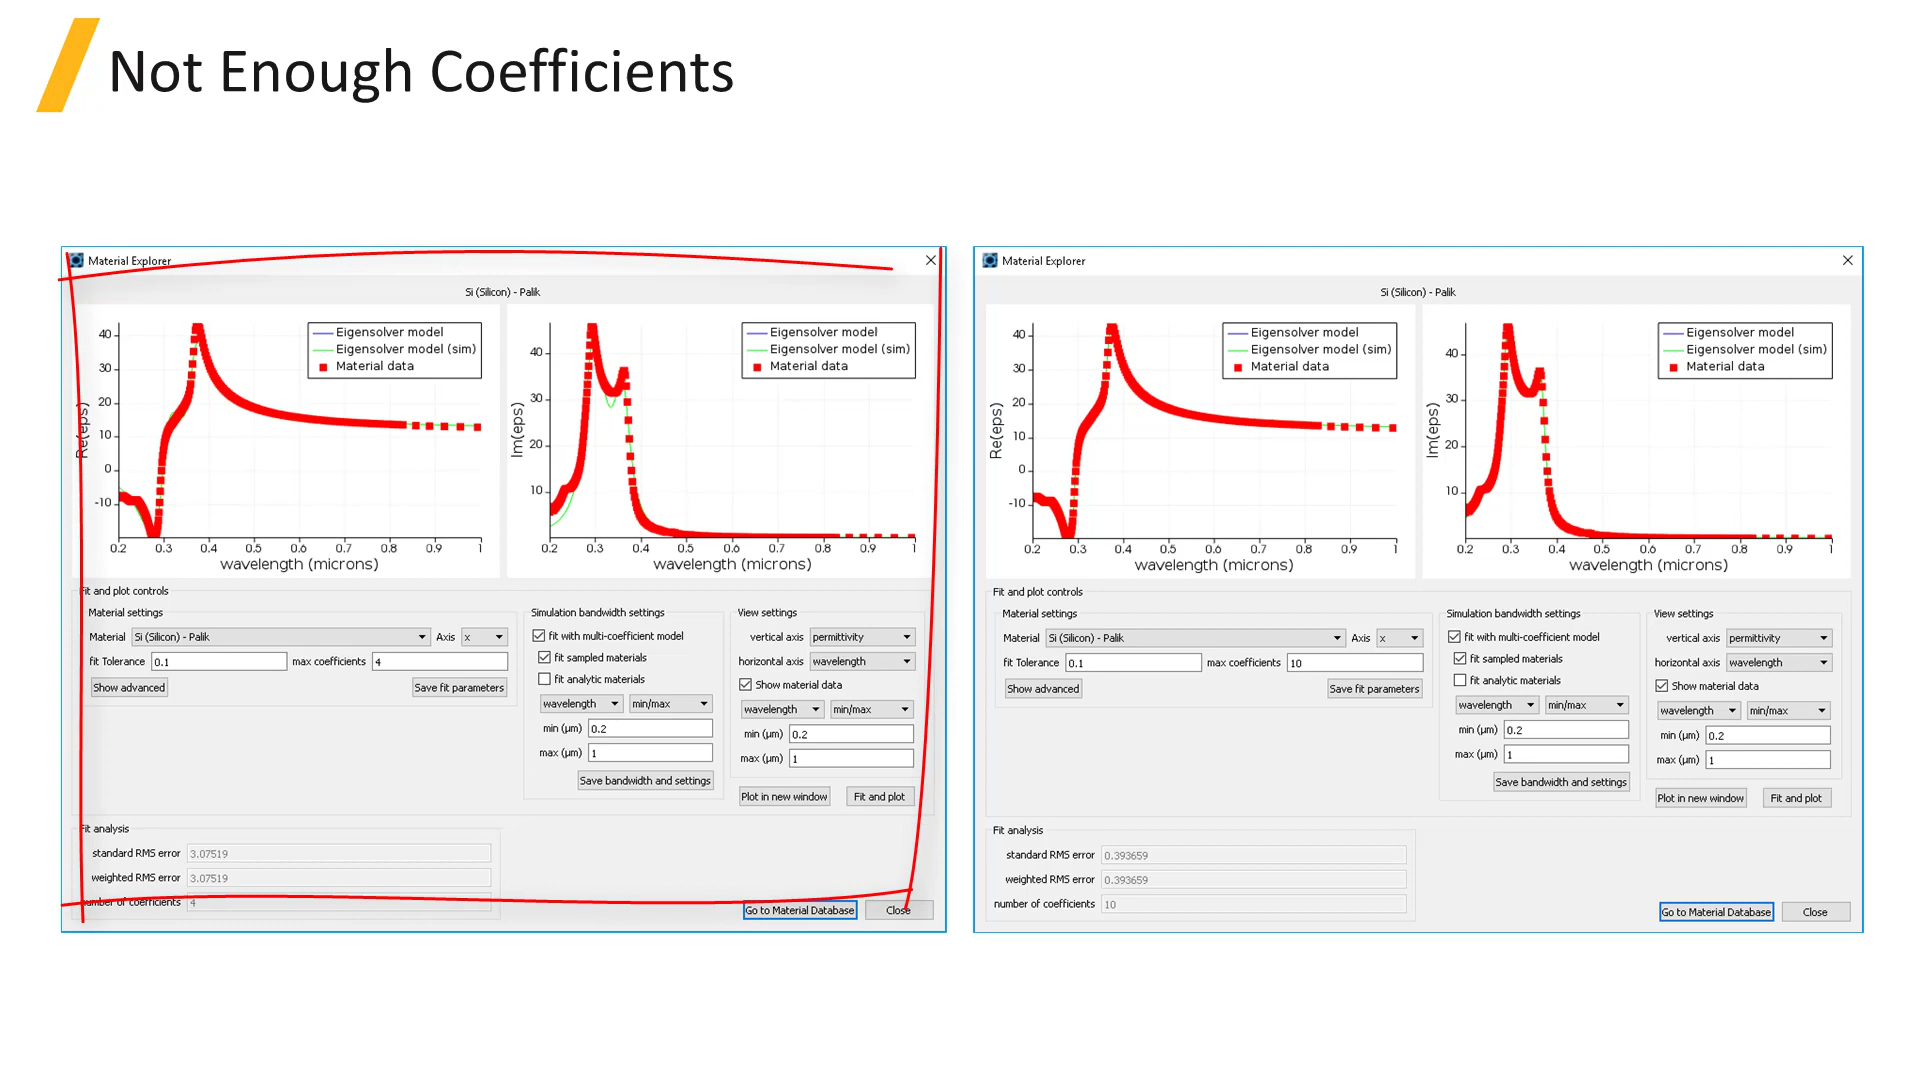 Not Enough Coefficients
Material Explorer
Si (Silicon) - Palik
40
30
20
10
0
-10
Re(eps)
Eigensolver model
Eigensolver model (sim)
Material data
0.2 0.3 0.4 0.5 0.6 0.7 0.8 0.9 1
wavelength (microns)
40
30
20
10
Im(eps)
Eigensolver model
Eigensolver model (sim)
Material data
0.2 0.3 0.4 0.5 0.6 0.7 0.8 0.9 1
wavelength (microns)
Fit and plot controls
Material settings
Material Si (Silicon) - Palik Axis x
fit Tolerance 0.1 max coefficients 4
Show advanced Save fit parameters
Simulation bandwidth settings
fit with multi-coefficient model
fit sampled materials
fit analytic materials
wavelength min/max
min (μm) 0.2
max (μm) 1
Save bandwidth and settings
View settings
vertical axis permittivity
horizontal axis wavelength
Show material data
wavelength min/max
min (μm) 0.2
max (μm) 1
Plot in new window Fit and plot
Fit analysis
standard RMS error 3.07519
weighted RMS error 3.07519
number of coefficients 4
Go to Material Database Close
Material Explorer
Si (Silicon) - Palik
40
30
20
10
0
-10
Re(eps)
Eigensolver model
Eigensolver model (sim)
Material data
0.2 0.3 0.4 0.5 0.6 0.7 0.8 0.9 1
wavelength (microns)
40
30
20
10
Im(eps)
Eigensolver model
Eigensolver model (sim)
Material data
0.2 0.3 0.4 0.5 0.6 0.7 0.8 0.9 1
wavelength (microns)
Fit and plot controls
Material settings
Material Si (Silicon) - Palik Axis x
fit Tolerance 0.1 max coefficients 10
Show advanced Save fit parameters
Simulation bandwidth settings
fit with multi-coefficient model
fit sampled materials
fit analytic materials
wavelength min/max
min (μm) 0.2
max (μm) 1
Save bandwidth and settings
View settings
vertical axis permittivity
horizontal axis wavelength
Show material data
wavelength min/max
min (μm) 0.2
max (μm) 1
Plot in new window Fit and plot
Fit analysis
standard RMS error 0.393659
weighted RMS error 0.393659
number of coefficients 10
Go to Material Database Close